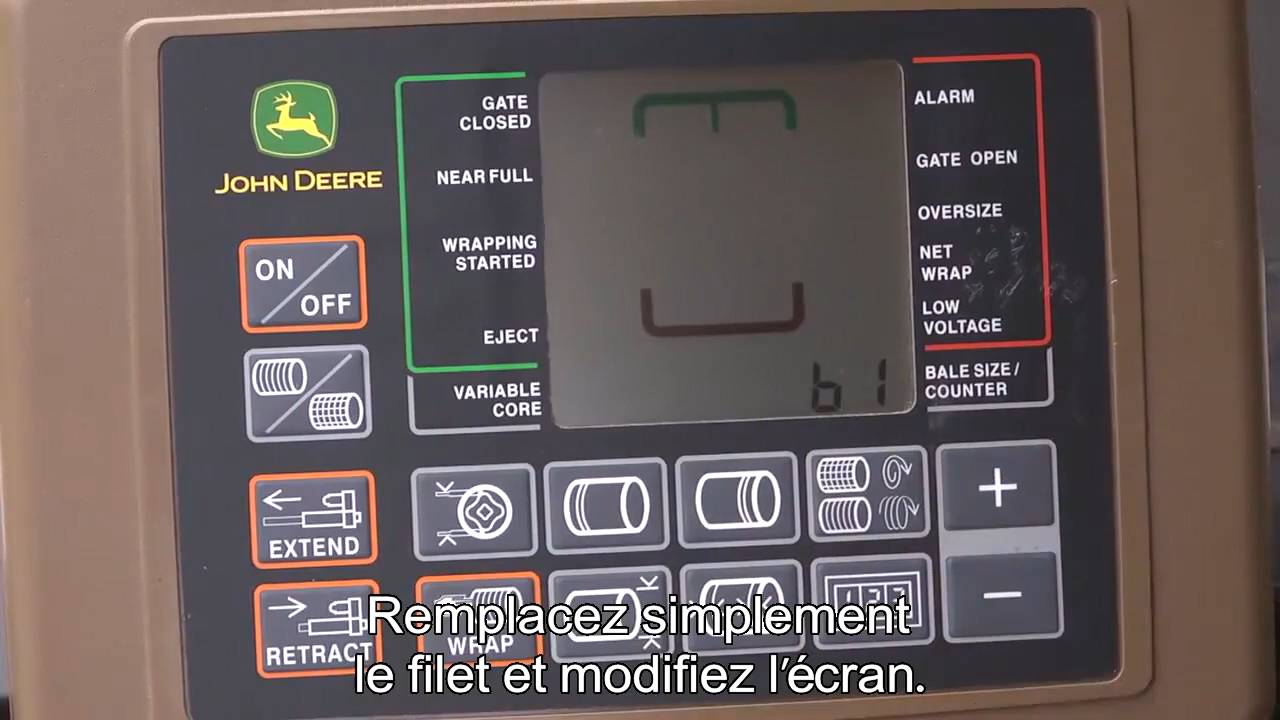 JOHN DEERE
ON
OFF
EXTEND
RETRACT
GATE
CLOSED
NEAR FULL
WRAPPING
STARTED
EJECT
VARIABLE
CORE
b1
ALARM
GATE OPEN
OVERSIZE
NET
WRAP
LOW
VOLTAGE
BALE SIZE /
COUNTER
+
WRAP
123
−
Remplacez simplement
le filet et modifiez l'écran.